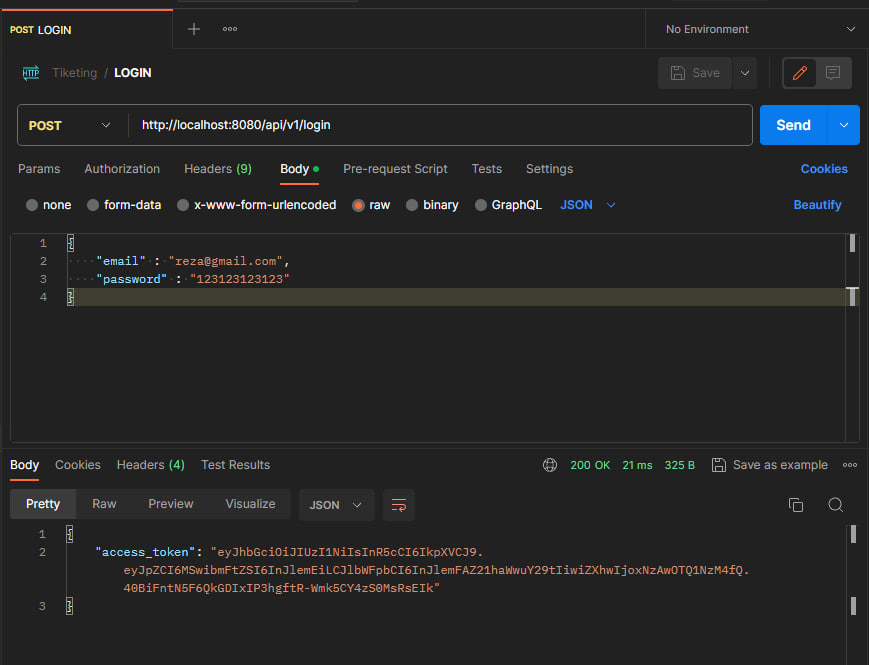 POST LOGIN
No Environment
HTTP Tiketing / LOGIN Save
POST http://localhost:8080/api/v1/login Send
Params Authorization Headers (9) Body Pre-request Script Tests Settings Cookies
none form-data x-www-form-urlencoded raw binary GraphQL JSON Beautify
1 {
2 "email" : "reza@gmail.com",
3 "password" : "123123123123"
4 }
Body Cookies Headers (4) Test Results 200 OK 21 ms 325 B Save as example
Pretty Raw Preview Visualize JSON
1 {
2 "access_token": "eyJhbGciOiJIUzI1NiIsInR5cCI6IkpXVCJ9.
eyJpZCI6MSwibmFtZSI6InJlemEiLCJlbWFpbCI6InJlemFAZ21haWwuY29tIiwiZXhwIjoxNzAwOTQ1NzM4fQ.
40BiFntN5F6QkGDIxIP3hgftR-Wmk5CY4zS0MsRsEIk"
3 }